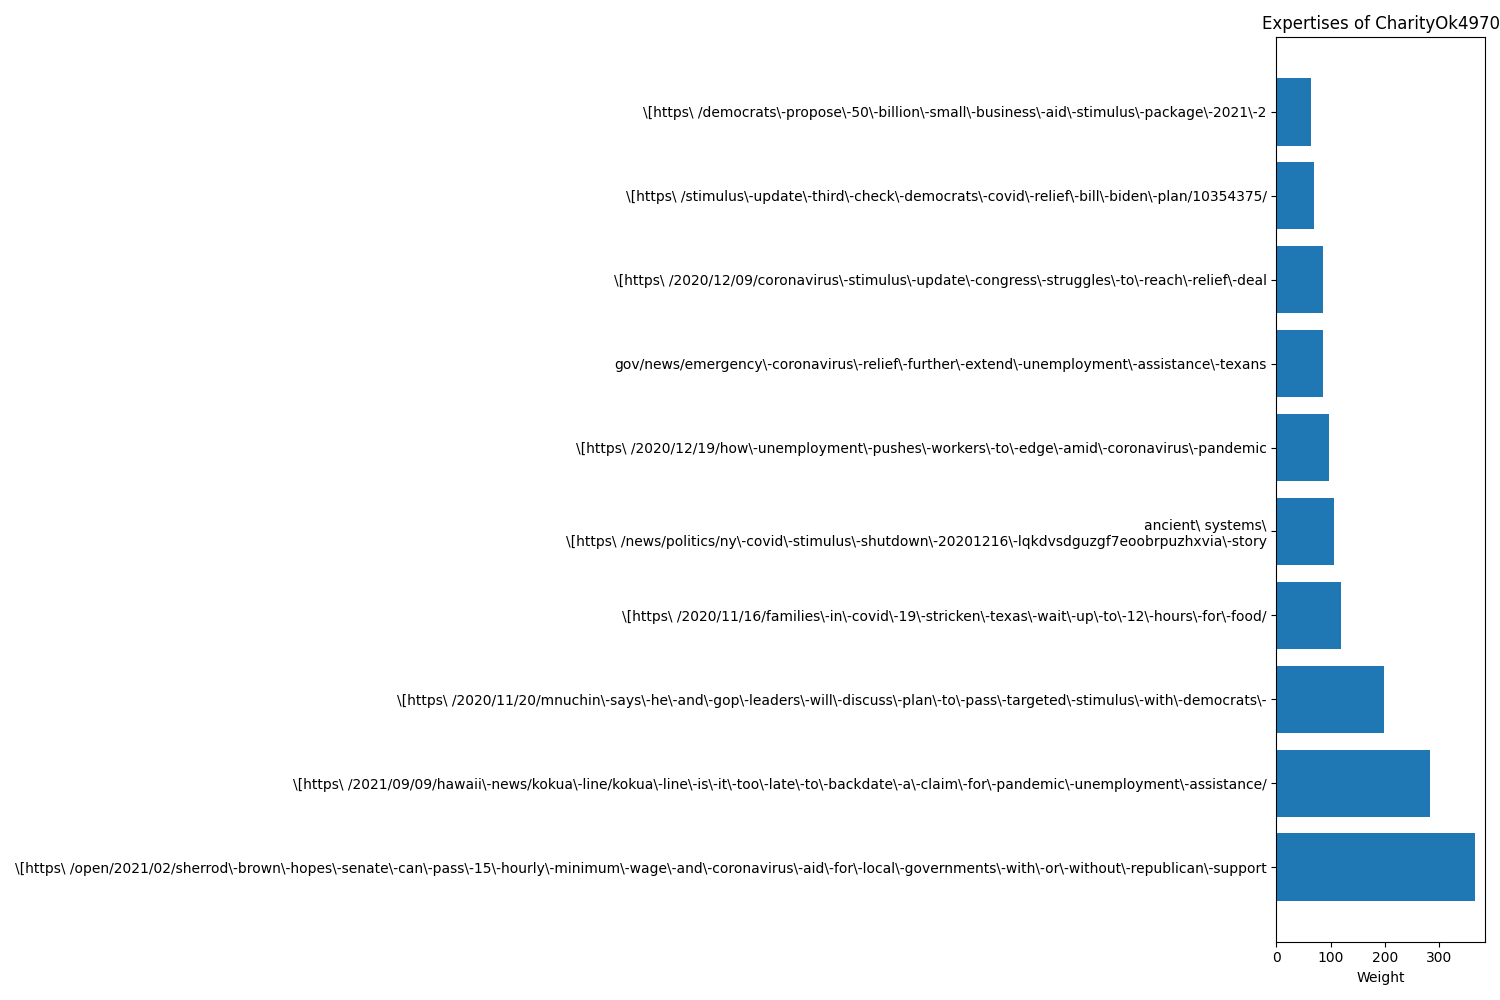 Expertises of CharityOk4970
\[https\ /democrats\-propose\-50\-billion\-small\-business\-aid\-stimulus\-package\-2021\-2
\[https\ /stimulus\-update\-third\-check\-democrats\-covid\-relief\-bill\-biden\-plan/10354375/
\[https\ /2020/12/09/coronavirus\-stimulus\-update\-congress\-struggles\-to\-reach\-relief\-deal
gov/news/emergency\-coronavirus\-relief\-further\-extend\-unemployment\-assistance\-texans
\[https\ /2020/12/19/how\-unemployment\-pushes\-workers\-to\-edge\-amid\-coronavirus\-pandemic
ancient\ systems\
\[https\ /news/politics/ny\-covid\-stimulus\-shutdown\-20201216\-lqkdvsdguzgf7eoobrpuzhxvia\-story
\[https\ /2020/11/16/families\-in\-covid\-19\-stricken\-texas\-wait\-up\-to\-12\-hours\-for\-food/
\[https\ /2020/11/20/mnuchin\-says\-he\-and\-gop\-leaders\-will\-discuss\-plan\-to\-pass\-targeted\-stimulus\-with\-democrats\-
\[https\ /2021/09/09/hawaii\-news/kokua\-line/kokua\-line\-is\-it\-too\-late\-to\-backdate\-a\-claim\-for\-pandemic\-unemployment\-assistance/
\[https\ /open/2021/02/sherrod\-brown\-hopes\-senate\-can\-pass\-15\-hourly\-minimum\-wage\-and\-coronavirus\-aid\-for\-local\-governments\-with\-or\-without\-republican\-support
0 100 200 300
Weight